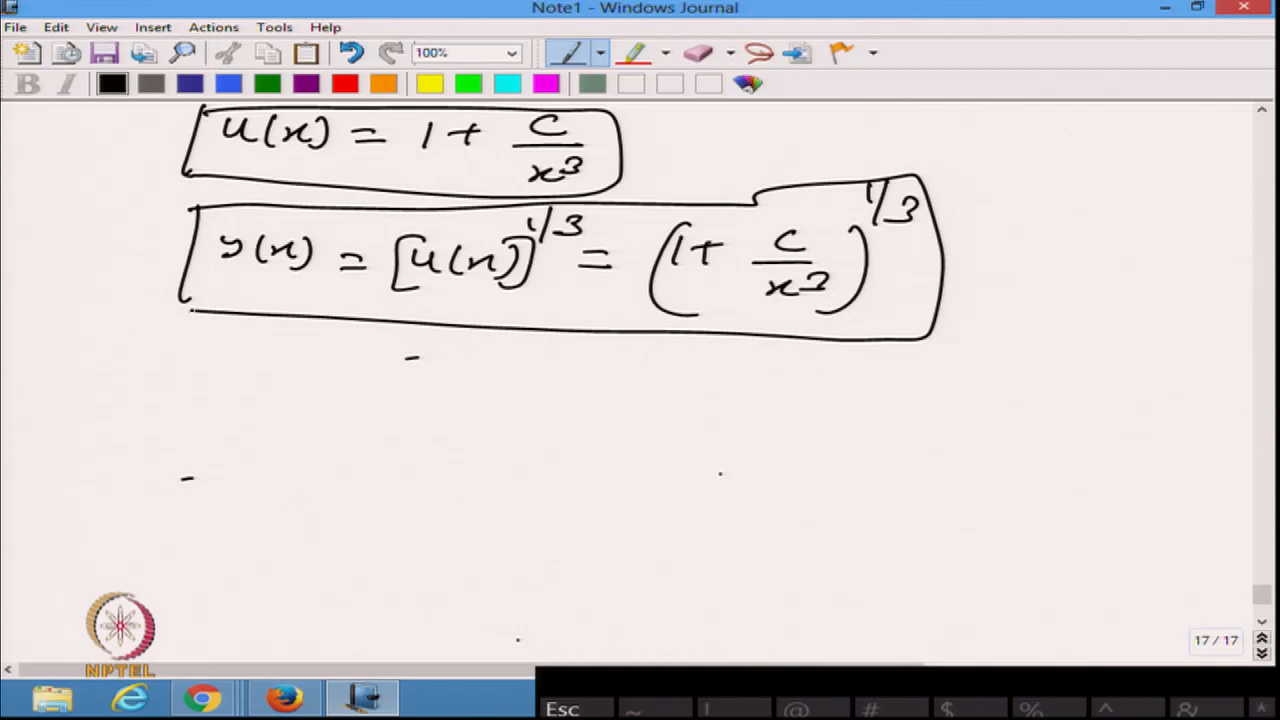 Note1 - Windows Journal
File Edit View Insert Actions Tools Help
100%
B I
u(x) = 1 + c/x³
y(x) = [u(x)]^1/3 = (1 + c/x³)^1/3
17 / 17
NPTEL
Esc ~ ! @ # $ % ^ & *